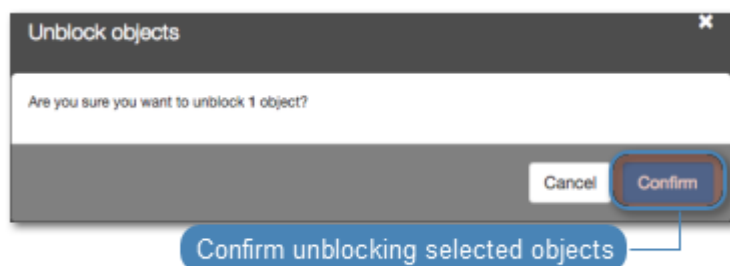 Unblock objects
Are you sure you want to unblock 1 object?
Cancel
Confirm
Confirm unblocking selected objects